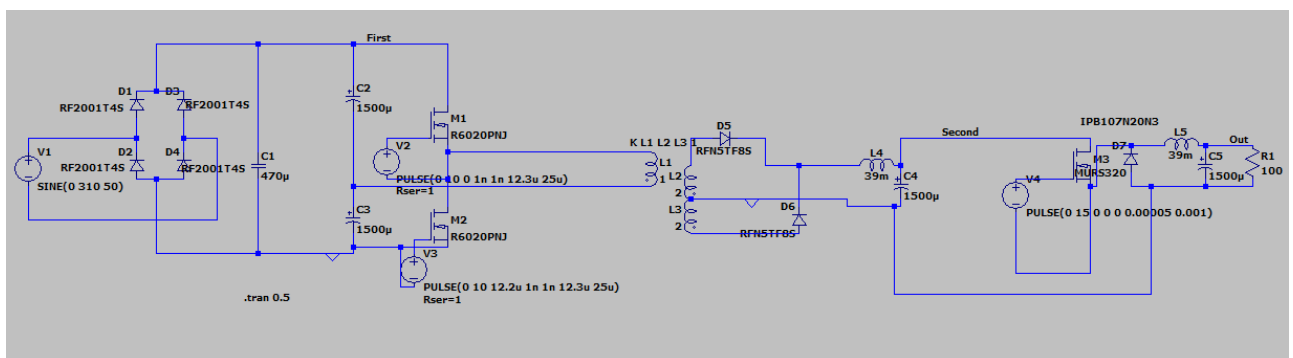 First
D1
D3
RF2001T4S
RF2001T4S
C2
1500µ
M1
R6020PNJ
V2
PULSE(0 10 0 1n 1n 12.3u 25u)
Rser=1
V1
SINE(0 310 50)
D2
D4
RF2001T4S
RF2001T4S
C1
470µ
C3
1500µ
M2
R6020PNJ
V3
PULSE(0 10 12.2u 1n 1n 12.3u 25u)
Rser=1
.tran 0.5
K L1 L2 L3 1
L1
1
L2
2
L3
2
D5
RFN5TF8S
D6
RFN5TF8S
L4
39m
C4
1500µ
Second
IPB107N20N3
M3
D7
MURS320
V4
PULSE(0 15 0 0 0 0.00005 0.001)
L5
39m
Out
C5
1500µ
R1
100